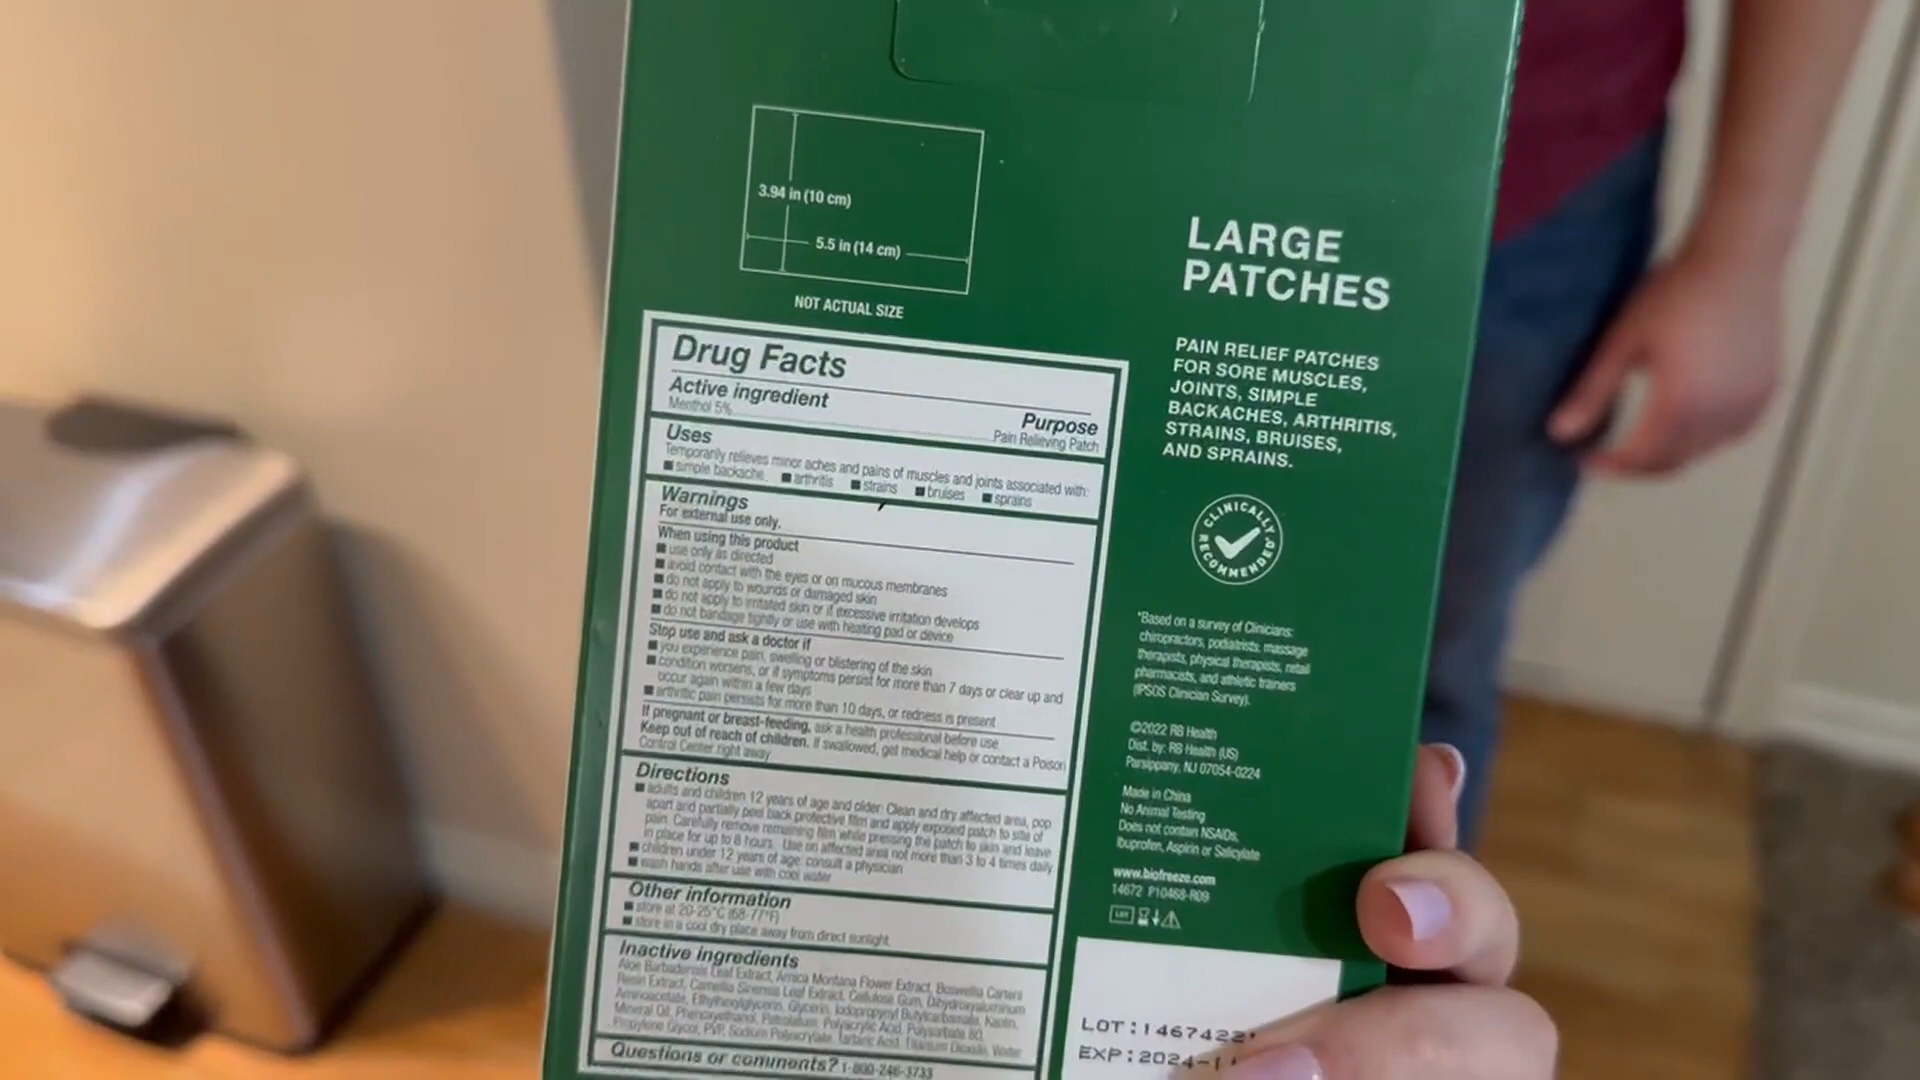 3.94 in (10 cm)
5.5 in (14 cm)
NOT ACTUAL SIZE
Drug Facts
Active ingredient
Purpose
Menthol 5%
Pain Relieving Patch
Uses
Temporarily relieves minor aches and pains of muscles and joints associated with:
■ simple backache ■ arthritis ■ strains ■ bruises ■ sprains
Warnings
For external use only.
When using this product
■ use only as directed
■ avoid contact with the eyes or on mucous membranes
■ do not apply to wounds or damaged skin
■ do not apply to irritated skin or if excessive irritation develops
■ do not bandage tightly or use with heating pad or device
Stop use and ask a doctor if
■ you experience pain, swelling or blistering of the skin
■ condition worsens, or if symptoms persist for more than 7 days or clear up and
occur again within a few days
■ arthritic pain persists for more than 10 days, or redness is present
If pregnant or breast-feeding, ask a health professional before use.
Keep out of reach of children. If swallowed, get medical help or contact a Poison
Control Center right away.
Directions
■ adults and children 12 years of age and older: Clean and dry affected area, pop
apart and partially peel back protective film and apply exposed patch to site of
pain. Carefully remove remaining film while pressing the patch to skin and leave
in place for up to 8 hours. Use on affected area not more than 3 to 4 times daily.
■ children under 12 years of age: consult a physician
■ wash hands after use with cool water
Other information
■ store at 20-25°C (68-77°F)
■ store in a cool dry place away from direct sunlight
Inactive ingredients
Aloe Barbadensis Leaf Extract, Arnica Montana Flower Extract, Boswellia Carterii
Resin Extract, Camellia Sinensis Leaf Extract, Cellulose Gum, Dihydroxyaluminum
Aminoacetate, Ethylhexylglycerin, Glycerin, Iodopropynyl Butylcarbamate, Kaolin,
Mineral Oil, Phenoxyethanol, Petrolatum, Polyacrylic Acid, Polysorbate 80,
Propylene Glycol, PVP, Sodium Polyacrylate, Tartaric Acid, Titanium Dioxide, Water
Questions or comments? 1-800-246-3733
LARGE
PATCHES
PAIN RELIEF PATCHES
FOR SORE MUSCLES,
JOINTS, SIMPLE
BACKACHES, ARTHRITIS,
STRAINS, BRUISES,
AND SPRAINS.
CLINICALLY
RECOMMENDED*
*Based on a survey of Clinicians:
chiropractors, podiatrists, massage
therapists, physical therapists, retail
pharmacists, and athletic trainers
(IPSOS Clinician Survey).
©2022 RB Health
Dist. by: RB Health (US)
Parsippany, NJ 07054-0224
Made in China
No Animal Testing
Does not contain NSAIDs,
Ibuprofen, Aspirin or Salicylate
www.biofreeze.com
14672 P10468-R09
LOT:1467422
EXP:2024-1